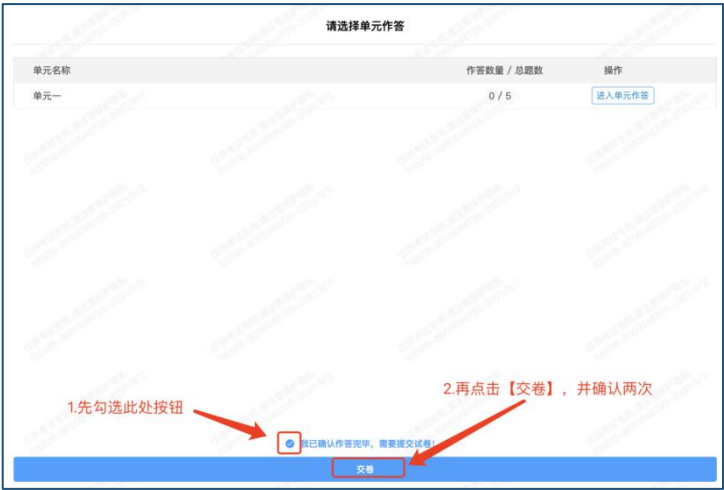 请选择单元作答
单元名称 作答数量 / 总题数 操作
单元一 0 / 5 进入单元作答
2.再点击【交卷】，并确认两次
1.先勾选此处按钮
我已确认作答完毕，需要提交试卷!
交卷